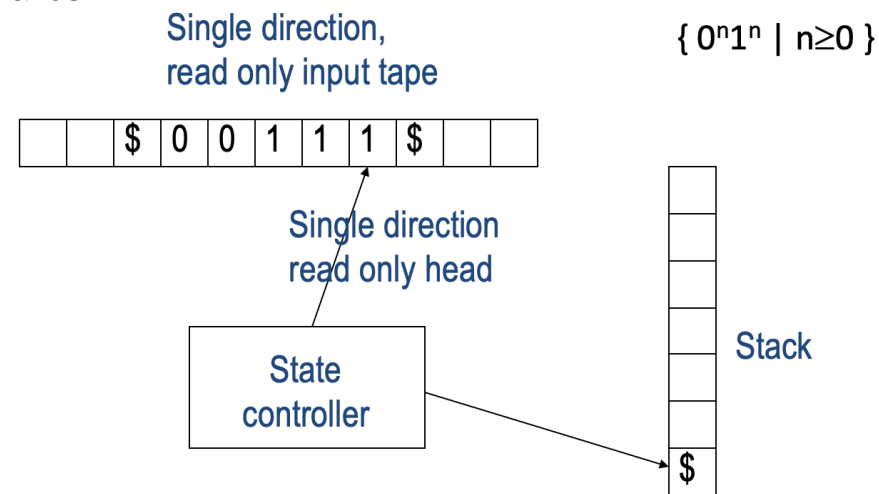 Single direction,
read only input tape
{ 0ⁿ1ⁿ | n≥0 }
$ 0 0 1 1 1 $
Single direction
read only head
State
controller
Stack
$